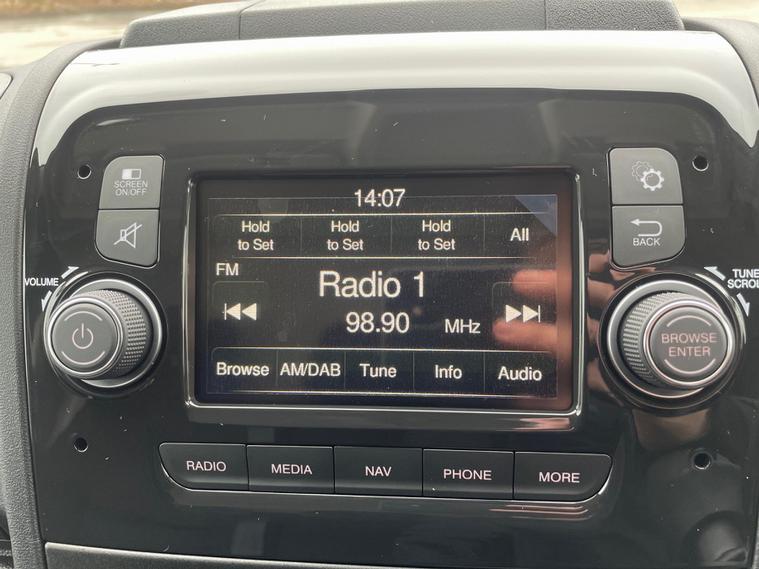 14:07
SCREEN
ON/OFF
Hold
to Set
Hold
to Set
Hold
to Set
All
BACK
FM
Radio 1
98.90 MHz
VOLUME
TUNE
SCROLL
BROWSE
ENTER
Browse AM/DAB Tune Info Audio
RADIO MEDIA NAV PHONE MORE